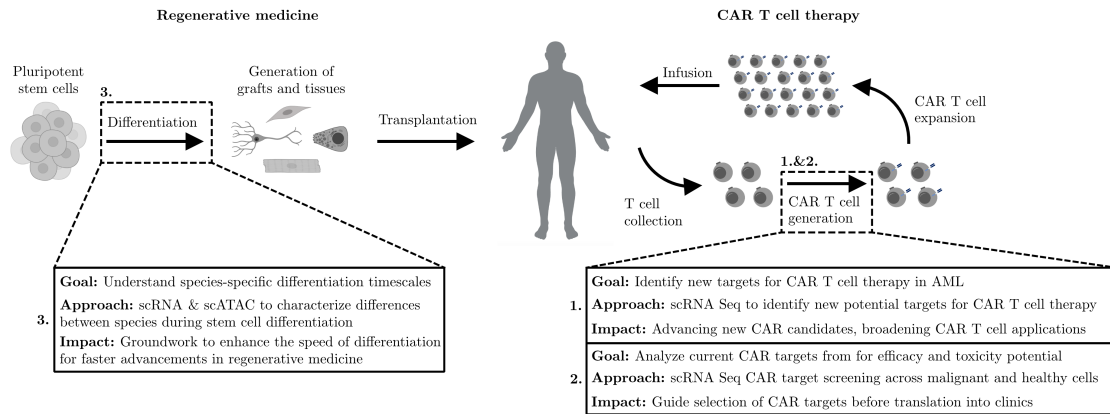 Regenerative medicine
CAR T cell therapy
Pluripotent
stem cells
3.
Differentiation
Generation of
grafts and tissues
Transplantation
Infusion
CAR T cell
expansion
T cell
collection
1.&2.
CAR T cell
generation
3.
Goal: Understand species-specific differentiation timescales
Approach: scRNA & scATAC to characterize differences
between species during stem cell differentiation
Impact: Groundwork to enhance the speed of differentiation
for faster advancements in regenerative medicine
1.
Goal: Identify new targets for CAR T cell therapy in AML
Approach: scRNA Seq to identify new potential targets for CAR T cell therapy
Impact: Advancing new CAR candidates, broadening CAR T cell applications
2.
Goal: Analyze current CAR targets from for efficacy and toxicity potential
Approach: scRNA Seq CAR target screening across malignant and healthy cells
Impact: Guide selection of CAR targets before translation into clinics